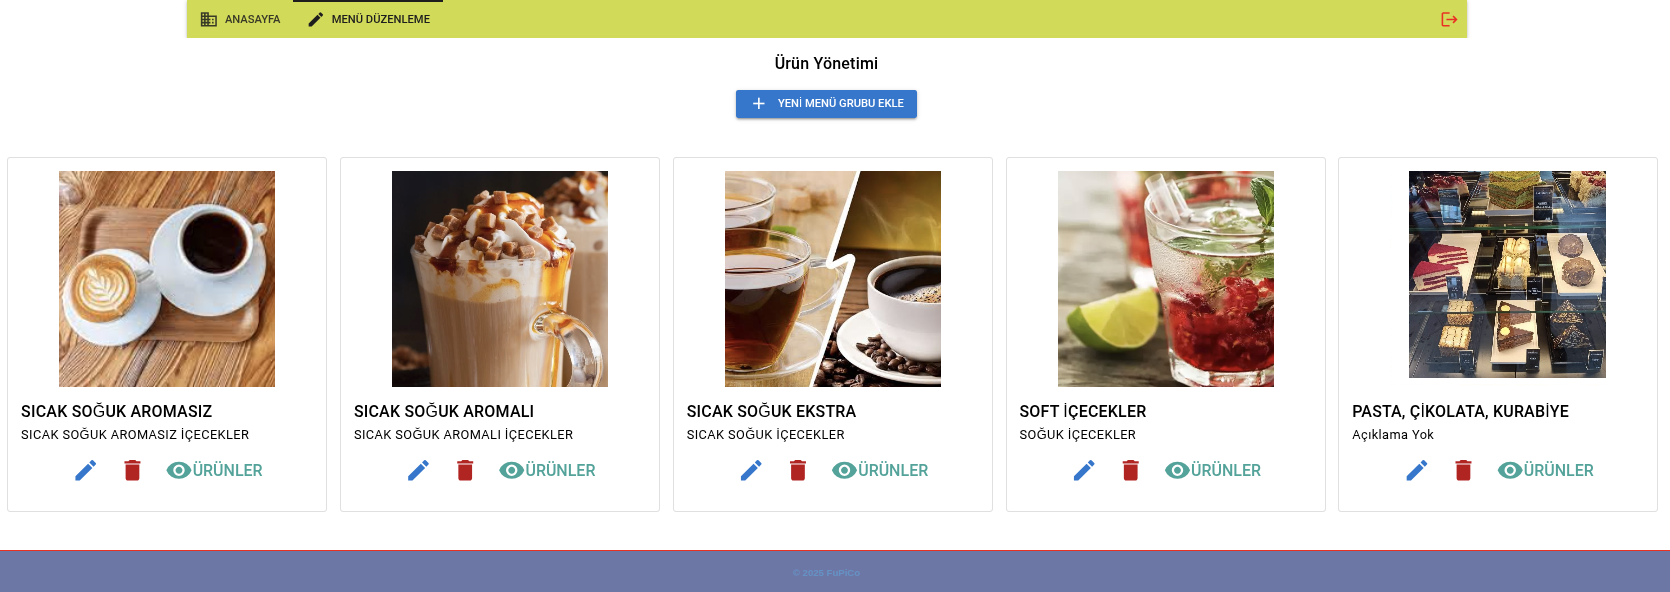 ANASAYFA
MENÜ DÜZENLEME
Ürün Yönetimi
YENİ MENÜ GRUBU EKLE
SICAK SOĞUK AROMASIZ
SICAK SOĞUK AROMASIZ İÇECEKLER
ÜRÜNLER
SICAK SOĞUK AROMALI
SICAK SOĞUK AROMALI İÇECEKLER
ÜRÜNLER
SICAK SOĞUK EKSTRA
SICAK SOĞUK İÇECEKLER
ÜRÜNLER
SOFT İÇECEKLER
SOĞUK İÇECEKLER
ÜRÜNLER
PASTA, ÇİKOLATA, KURABİYE
Açıklama Yok
ÜRÜNLER
© 2025 FuPiCo